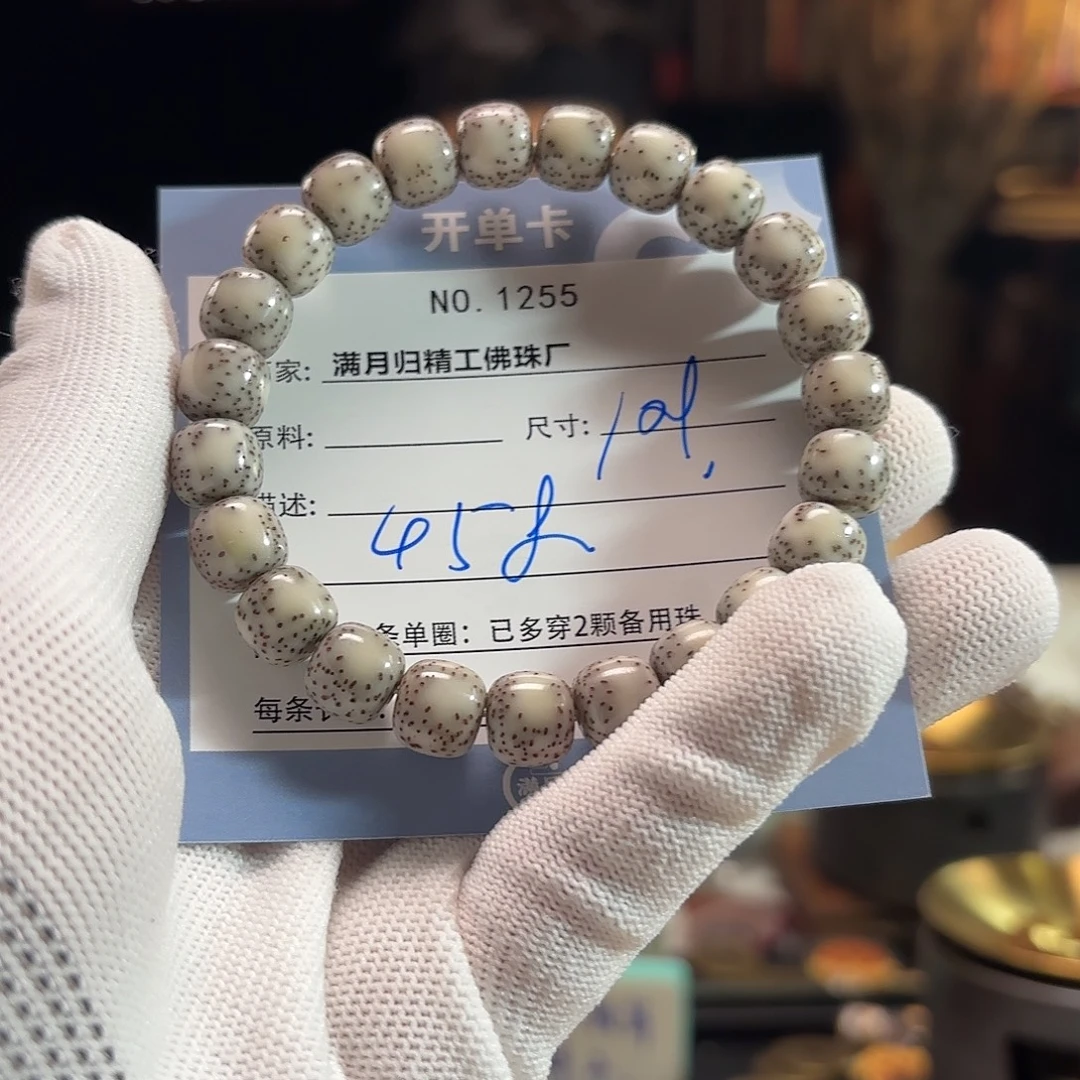 开单卡
NO. 1255
家: 满月归精工佛珠厂
原料: 尺寸:
描述:
45
条单圈: 已多穿2颗备用珠
每条